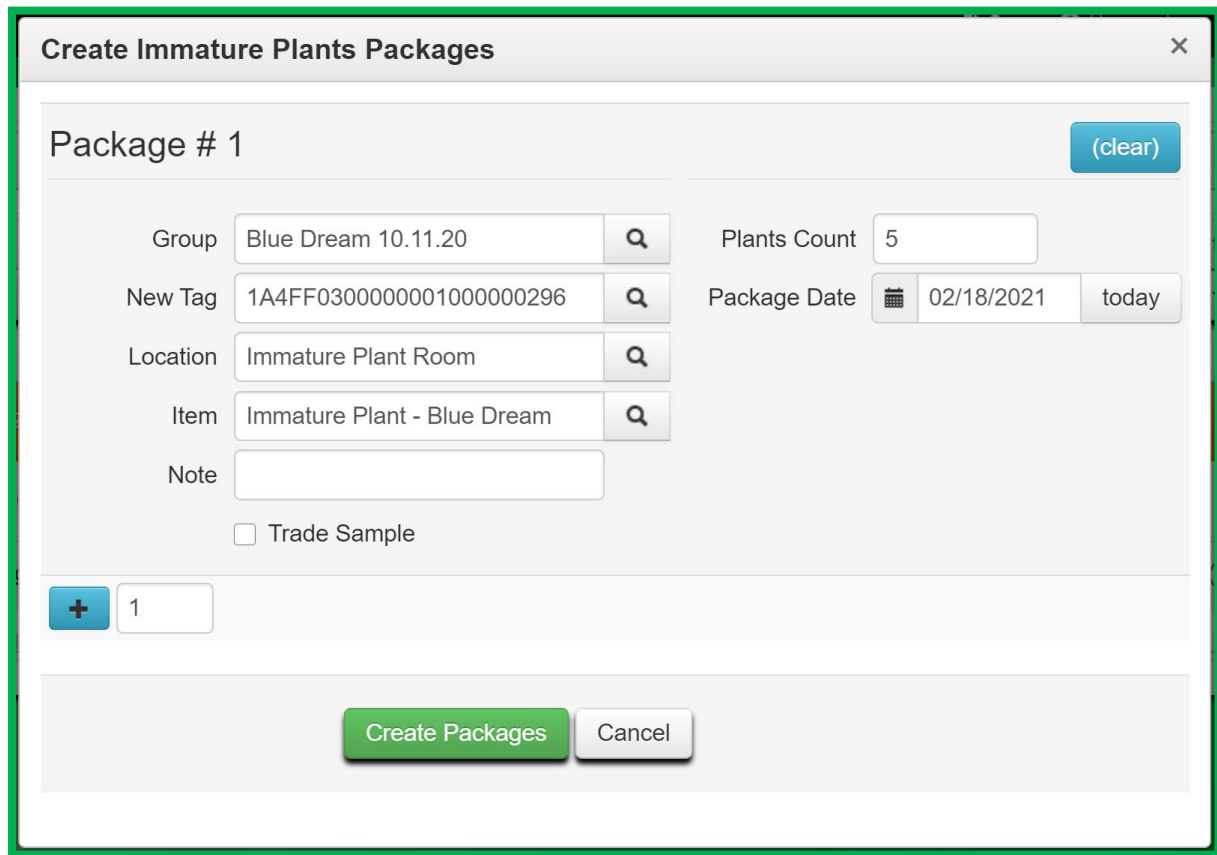 Create Immature Plants Packages ×
Package # 1
(clear)
Group Blue Dream 10.11.20
Plants Count 5
New Tag 1A4FF0300000001000000296
Package Date 02/18/2021 today
Location Immature Plant Room
Item Immature Plant - Blue Dream
Note
Trade Sample
+ 1
Create Packages Cancel